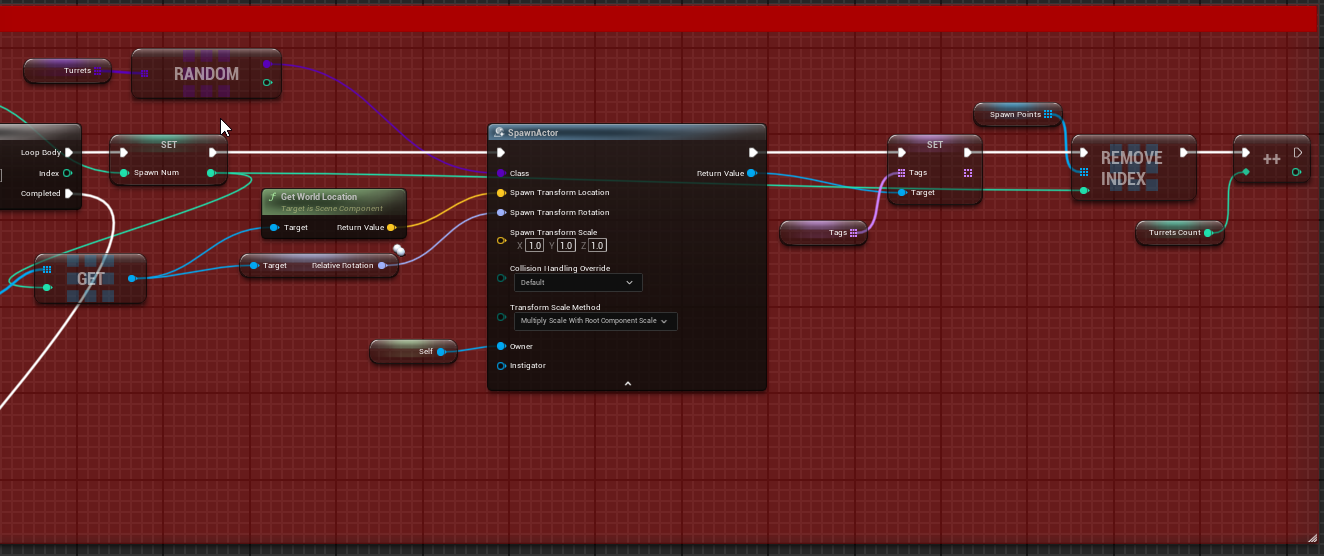 Turrets
RANDOM
Loop Body
Index
Completed
SET
Spawn Num
GET
Get World Location
Target is Scene Component
Target
Return Value
Target
Relative Rotation
Self
SpawnActor
Class
Return Value
Spawn Transform Location
Spawn Transform Rotation
Spawn Transform Scale
X 1.0 Y 1.0 Z 1.0
Collision Handling Override
Default
Transform Scale Method
Multiply Scale With Root Component Scale
Owner
Instigator
SET
Tags
Target
Tags
Spawn Points
REMOVE
INDEX
Turrets Count
++